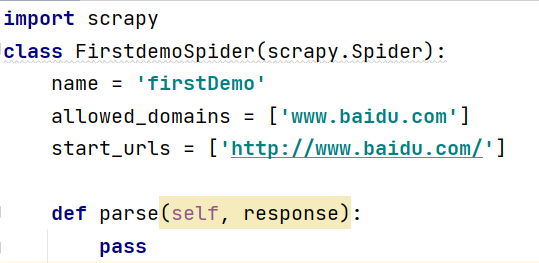 import scrapy
class FirstdemoSpider(scrapy.Spider):
    name = 'firstDemo'
    allowed_domains = ['www.baidu.com']
    start_urls = ['http://www.baidu.com/']

    def parse(self, response):
        pass